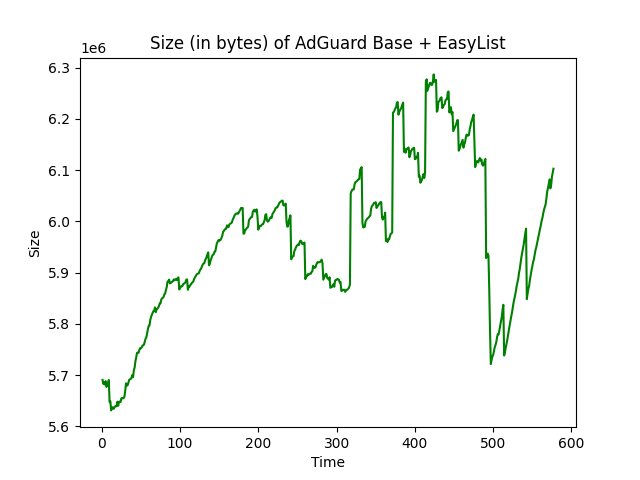 Size (in bytes) of AdGuard Base + EasyList
1e6
6.3
6.2
6.1
6.0
5.9
5.8
5.7
5.6
Size
0 100 200 300 400 500 600
Time